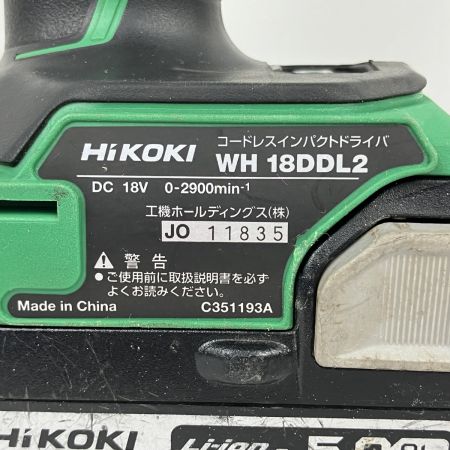 コードレスインパクトドライバ
HiKOKI WH 18DDL2
DC 18V 0-2900min-1
工機ホールディングス(株)
JO 11835
警告
●ご使用前に取扱説明書を必ず
よくお読みください。
Made in China C351193A
HiKOKI Li-ion